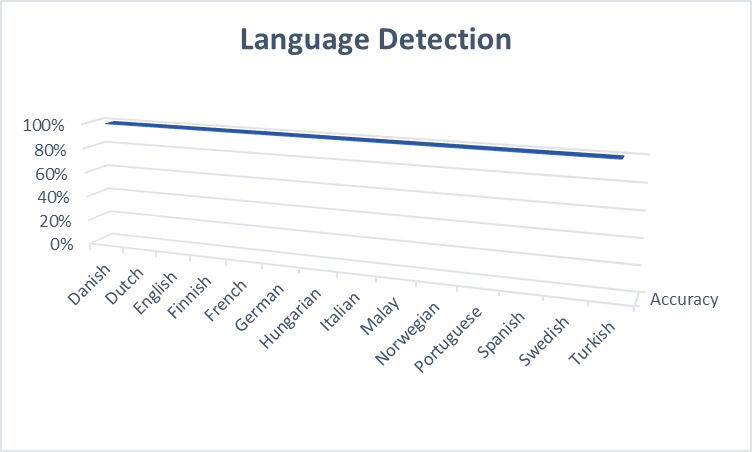 Language Detection
100%
80%
60%
40%
20%
0%
Danish
Dutch
English
Finnish
French
German
Hungarian
Italian
Malay
Norwegian
Portuguese
Spanish
Swedish
Turkish
Accuracy